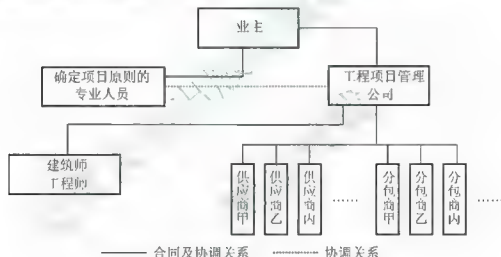 业主
确定项目原则的
专业人员
工程项目管理
公司
建筑师
工程师
供应商甲
供应商乙
供应商丙
……
分包商甲
分包商乙
分包商丙
……
合同及协调关系
协调关系